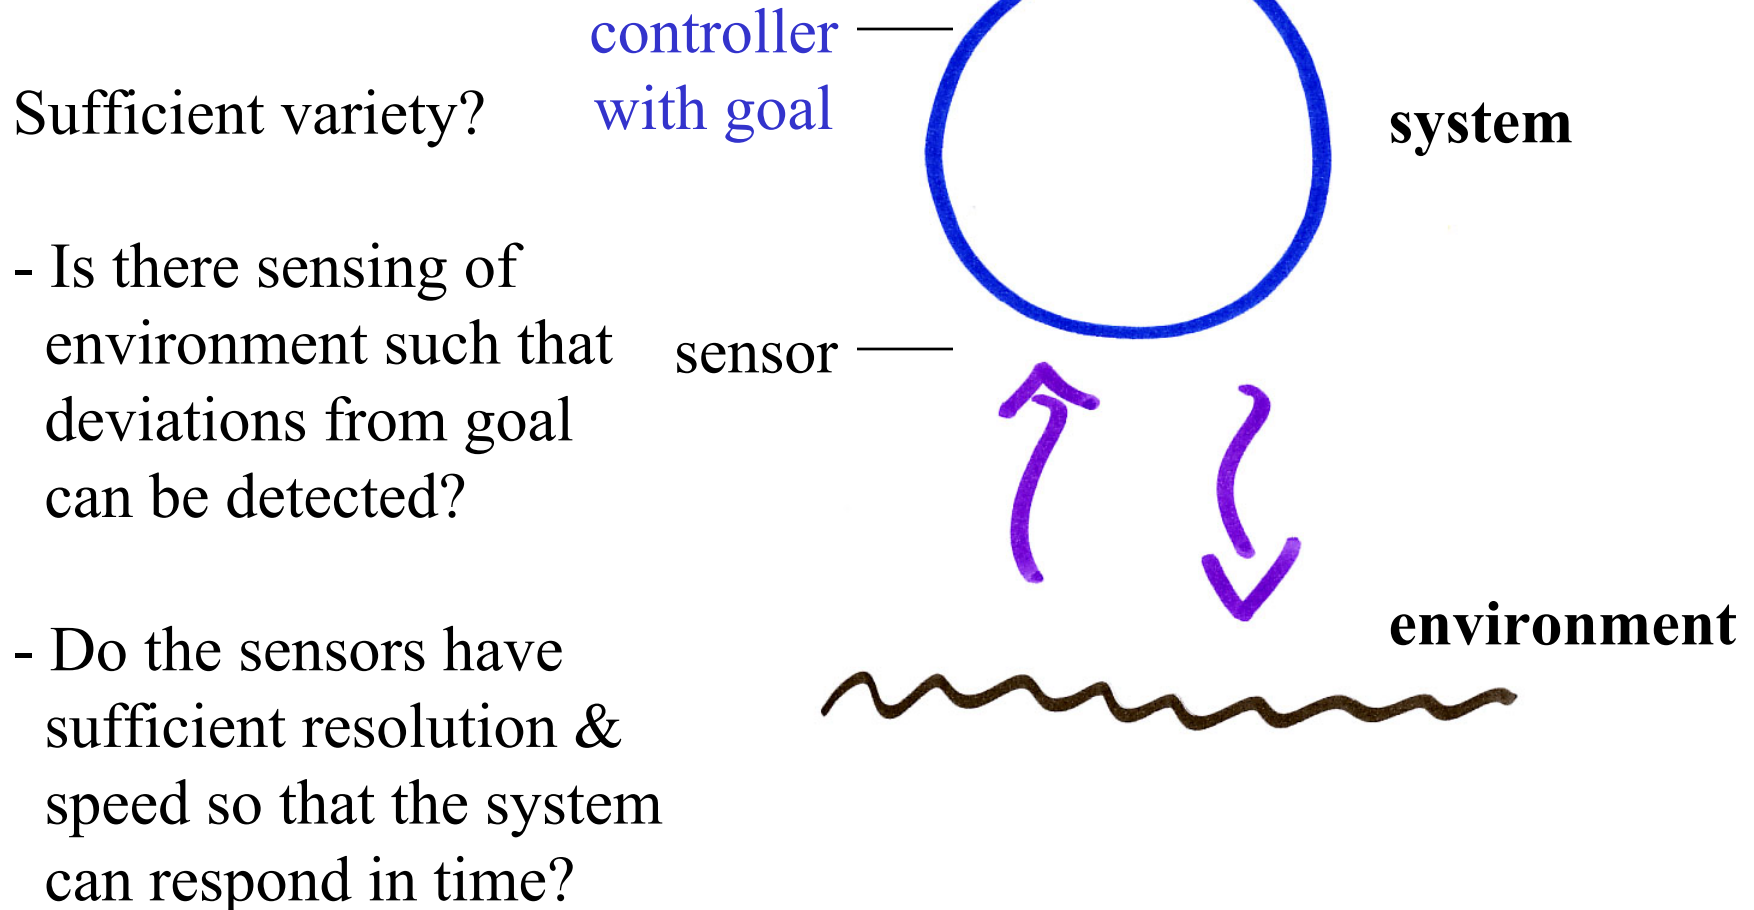 controller
with goal
Sufficient variety?
system
- Is there sensing of
environment such that
deviations from goal
can be detected?
sensor
environment
- Do the sensors have
sufficient resolution &
speed so that the system
can respond in time?